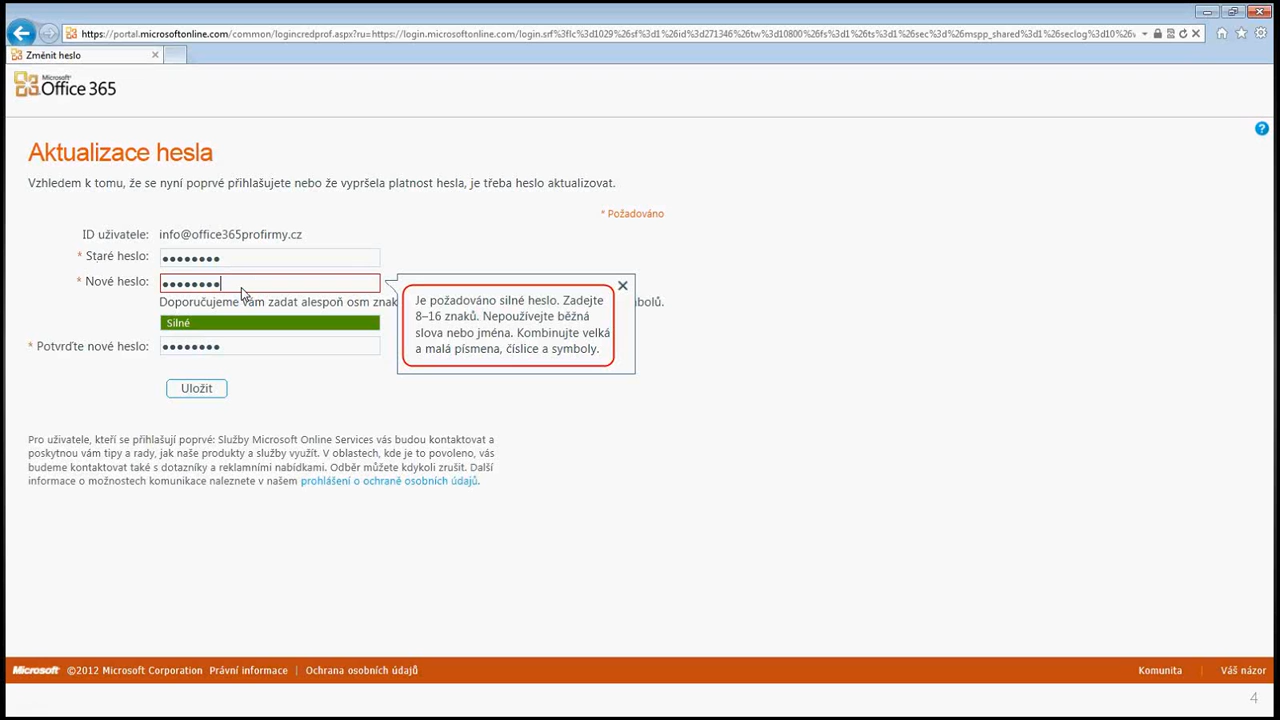 https://portal.microsoftonline.com/common/logincredprof.aspx?ru=https://login.microsoftonline.com/login.srf%3flc%3d1029%26sf%3d1%26id%3d271346%26tw%3d10800%26fs%3d1%26ts%3d1%26sec%3d%26mspp_shared%3d1%26seclog%3d10%26
Změnit heslo
Microsoft
Office 365
Aktualizace hesla
Vzhledem k tomu, že se nyní poprvé přihlašujete nebo že vypršela platnost hesla, je třeba heslo aktualizovat.
* Požadováno
ID uživatele: info@office365profirmy.cz
* Staré heslo: ●●●●●●●●
* Nové heslo: ●●●●●●●●
Doporučujeme vám zadat alespoň osm
Silné
* Potvrďte nové heslo: ●●●●●●●●
Je požadováno silné heslo. Zadejte
8–16 znaků. Nepoužívejte běžná
slova nebo jména. Kombinujte velká
a malá písmena, číslice a symboly.
Uložit
Pro uživatele, kteří se přihlašují poprvé: Služby Microsoft Online Services vás budou kontaktovat a
poskytnou vám tipy a rady, jak naše produkty a služby využít. V oblastech, kde je to povoleno, vás
budeme kontaktovat také s dotazníky a reklamními nabídkami. Odběr můžete kdykoli zrušit. Další
informace o možnostech komunikace naleznete v našem prohlášení o ochraně osobních údajů.
Microsoft ©2012 Microsoft Corporation Právní informace | Ochrana osobních údajů
Komunita | Váš názor
4